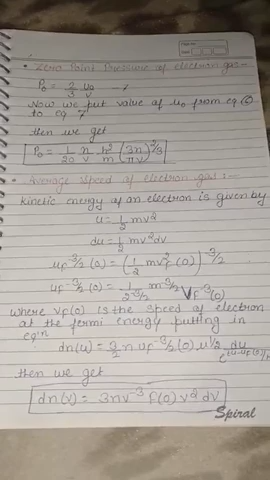 • Zero Point Pressure of electron gas:-
P₀ = 2/3 u₀/V
Now we put value of u₀ from eq 6
to eq 7
then we get
P₀ = 1/20 n/V h²/m (3n/πV)^2/3
• Average Speed of electron gas :-
Kinetic energy of an electron is given by
u = 1/2 mv²
du = 1/2 mv² dv
uF^-3/2 (0) = (1/2 mvF² (0))^-3/2
uF^-3/2 (0) = 1/2^-3/2 m^-3/2 VF^-3 (0)
where VF(0) is the speed of electron
at the fermi energy putting in
eqⁿ
dn(u) = 3/2 n uF^-3/2 (0) u^1/2 du
then we get
dn(v) = 3nv^-3 f(0) v² dv
Spiral